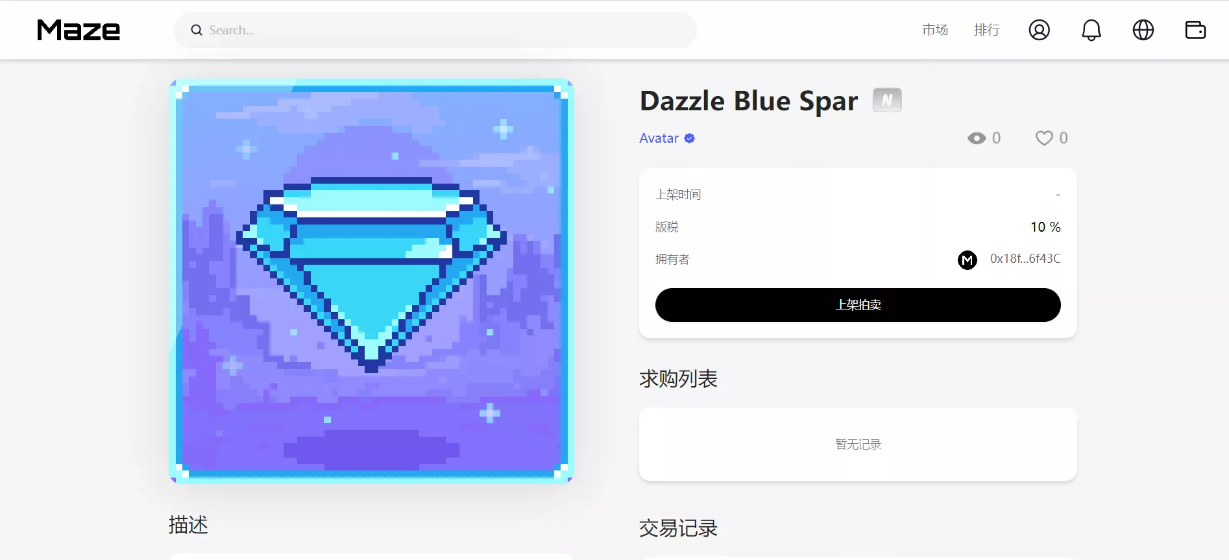 Maze
Search...
市场
排行
Dazzle Blue Spar N
Avatar
0
0
上架时间 -
版税 10 %
拥有者 M 0x18f...6f43C
上架拍卖
求购列表
暂无记录
描述
交易记录